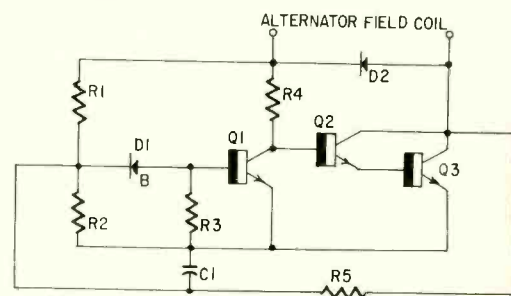 ALTERNATOR FIELD COIL
D2
R1
R4
Q2
D1
Q1
Q3
B
R2
R3
C1
R5